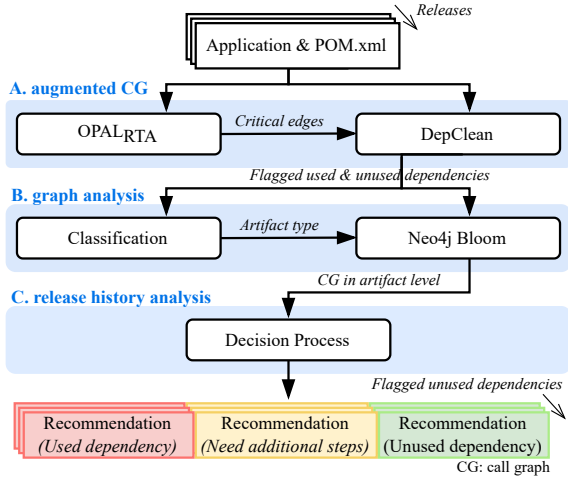 Releases
Application & POM.xml
A. augmented CG
OPALRTA
Critical edges
DepClean
Flagged used & unused dependencies
B. graph analysis
Classification
Artifact type
Neo4j Bloom
CG in artifact level
C. release history analysis
Decision Process
Flagged unused dependencies
Recommendation
(Used dependency)
Recommendation
(Need additional steps)
Recommendation
(Unused dependency)
CG: call graph